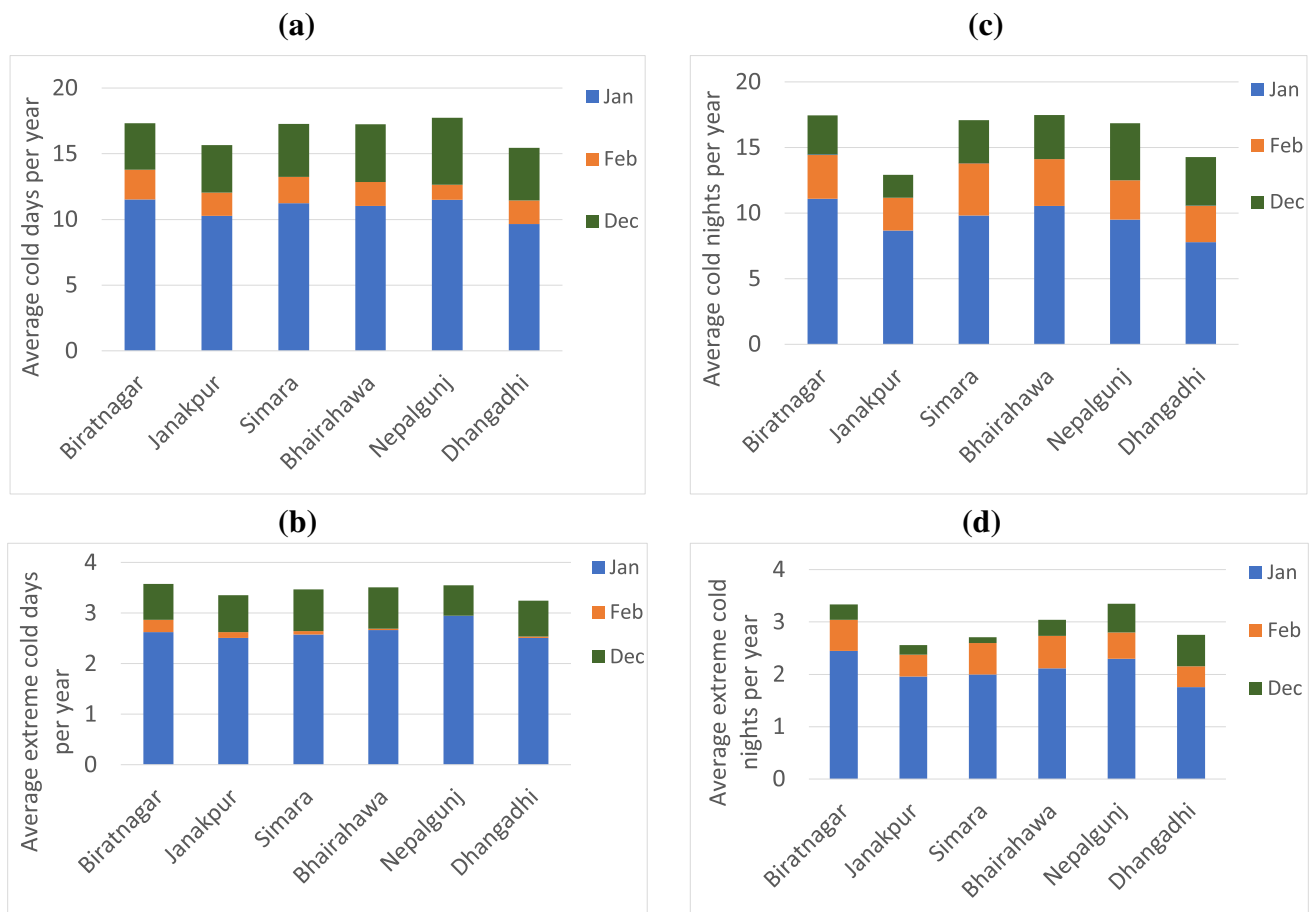 (a)
Average cold days per year
20
15
10
5
0
Biratnagar
Janakpur
Simara
Bhairahawa
Nepalgunj
Dhangadhi
Jan
Feb
Dec
(c)
Average cold nights per year
20
15
10
5
0
Biratnagar
Janakpur
Simara
Bhairahawa
Nepalgunj
Dhangadhi
Jan
Feb
Dec
(b)
Average extreme cold days
per year
4
3
2
1
0
Biratnagar
Janakpur
Simara
Bhairahawa
Nepalgunj
Dhangadhi
Jan
Feb
Dec
(d)
Average extreme cold
nights per year
4
3
2
1
0
Biratnagar
Janakpur
Simara
Bhairahawa
Nepalgunj
Dhangadhi
Jan
Feb
Dec